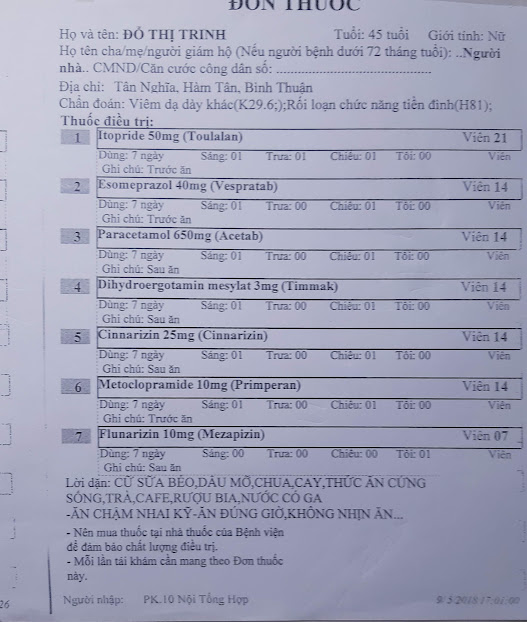 ĐƠN THUỐC
Họ và tên: ĐỖ THỊ TRINH Tuổi: 45 tuổi Giới tính: Nữ
Họ tên cha/mẹ/người giám hộ (Nếu người bệnh dưới 72 tháng tuổi): ..Người
nhà.. CMND/Căn cước công dân số: ........................................
Địa chỉ: Tân Nghĩa, Hàm Tân, Bình Thuận
Chẩn đoán: Viêm dạ dày khác(K29.6;);Rối loạn chức năng tiền đình(H81);
Thuốc điều trị:
1 Itopride 50mg (Toulalan) Viên 21
Dùng: 7 ngày Sáng: 01 Trưa: 01 Chiều: 01 Tối: 00 Viên
Ghi chú: Trước ăn
2 Esomeprazol 40mg (Vespratab) Viên 14
Dùng: 7 ngày Sáng: 01 Trưa: 00 Chiều: 01 Tối: 00 Viên
Ghi chú: Trước ăn
3 Paracetamol 650mg (Acetab) Viên 14
Dùng: 7 ngày Sáng: 01 Trưa: 00 Chiều: 01 Tối: 00 Viên
Ghi chú: Sau ăn
4 Dihydroergotamin mesylat 3mg (Timmak) Viên 14
Dùng: 7 ngày Sáng: 01 Trưa: 00 Chiều: 01 Tối: 00 Viên
Ghi chú: Sau ăn
5 Cinnarizin 25mg (Cinnarizin) Viên 14
Dùng: 7 ngày Sáng: 01 Trưa: 00 Chiều: 01 Tối: 00 Viên
Ghi chú: Sau ăn
6 Metoclopramide 10mg (Primperan) Viên 14
Dùng: 7 ngày Sáng: 01 Trưa: 00 Chiều: 01 Tối: 00 Viên
Ghi chú: Trước ăn
7 Flunarizin 10mg (Mezapizin) Viên 07
Dùng: 7 ngày Sáng: 00 Trưa: 00 Chiều: 00 Tối: 01 Viên
Ghi chú: Sau ăn
Lời dặn: CỮ SỮA BÉO,DẦU MỠ,CHUA,CAY,THỨC ĂN CỨNG
SỐNG,TRÀ,CAFE,RƯỢU BIA,NƯỚC CÓ GA
-ĂN CHẬM NHAI KỸ-ĂN ĐÚNG GIỜ,KHÔNG NHỊN ĂN...
- Nên mua thuốc tại nhà thuốc của Bệnh viện
để đảm bảo chất lượng điều trị.
- Mỗi lần tái khám cần mang theo Đơn thuốc
này.
26 Người nhập: PK.10 Nội Tổng Hợp 9/5/2018 17:01:00